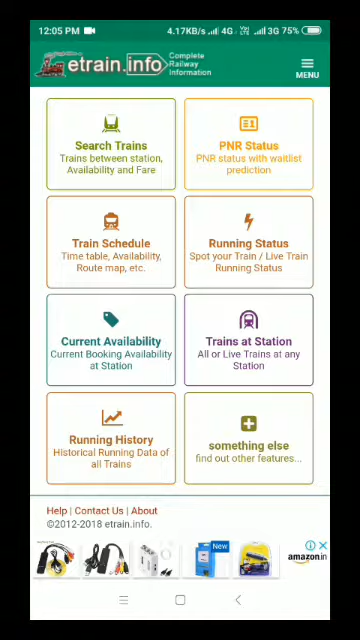 12:05 PM 4.17KB/s 4G 3G 75%
etrain.info Complete
Railway
Information
MENU
Search Trains
Trains between station,
Availability and Fare
PNR Status
PNR status with waitlist
prediction
Train Schedule
Time table, Availability,
Route map, etc.
Running Status
Spot your Train / Live Train
Running Status
Current Availability
Current Booking Availability
at Station
Trains at Station
All or Live Trains at any
Station
Running History
Historical Running Data of
all Trains
something else
find out other features...
Help | Contact Us | About
©2012-2018 etrain.info.
New
amazon.in